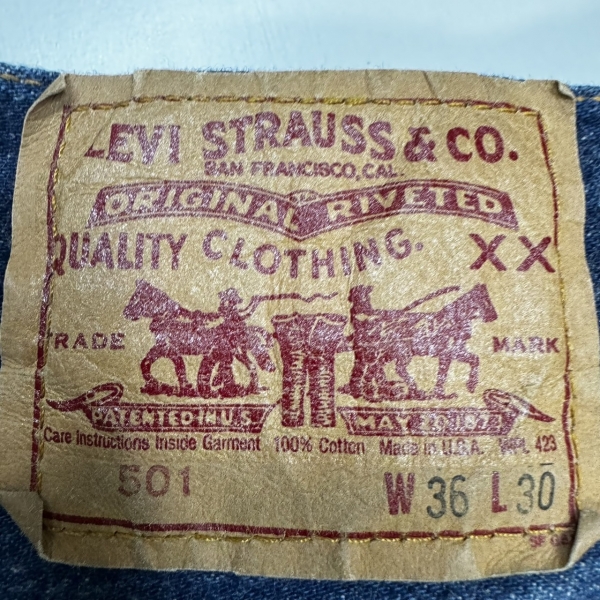 LEVI STRAUSS & CO.
SAN FRANCISCO, CAL.
ORIGINAL RIVETED
QUALITY CLOTHING. XX
TRADE MARK
PATENTED IN U.S. MAY 20 1873
Care Instructions Inside Garment 100% Cotton Made in U.S.A. WPL 423
501 W 36 L 30